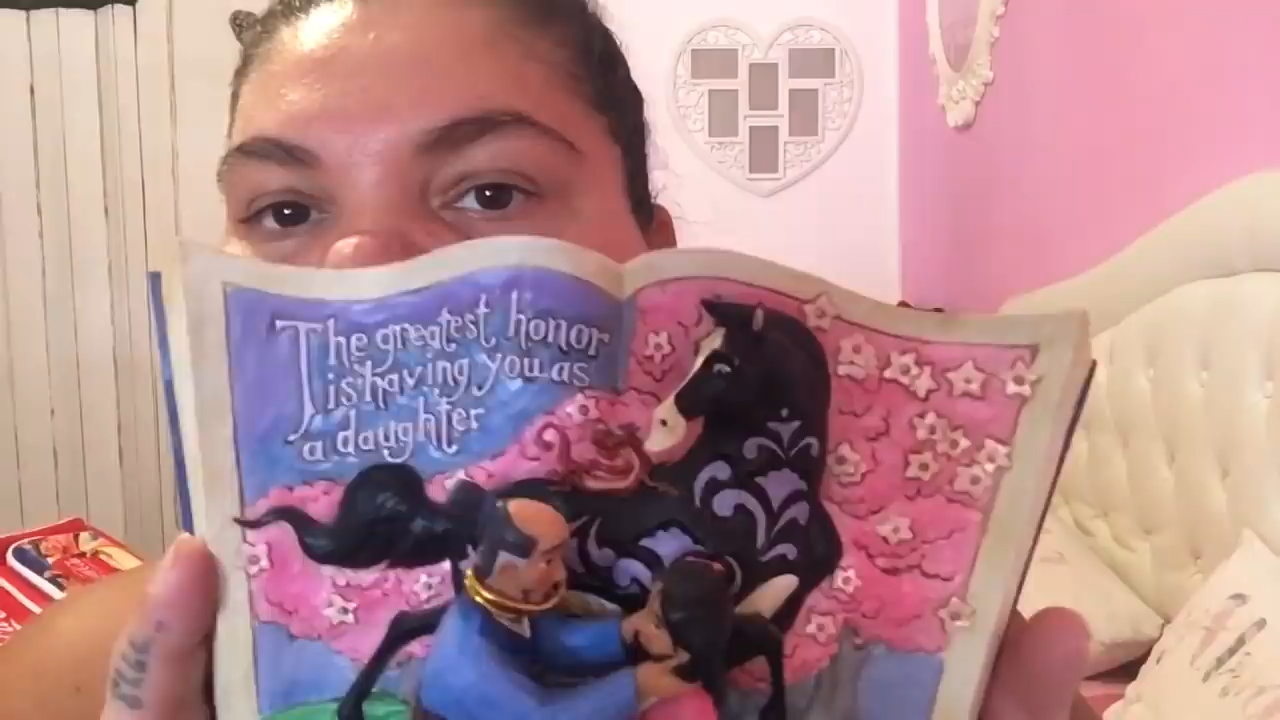 The greatest honor
is having you as
a daughter